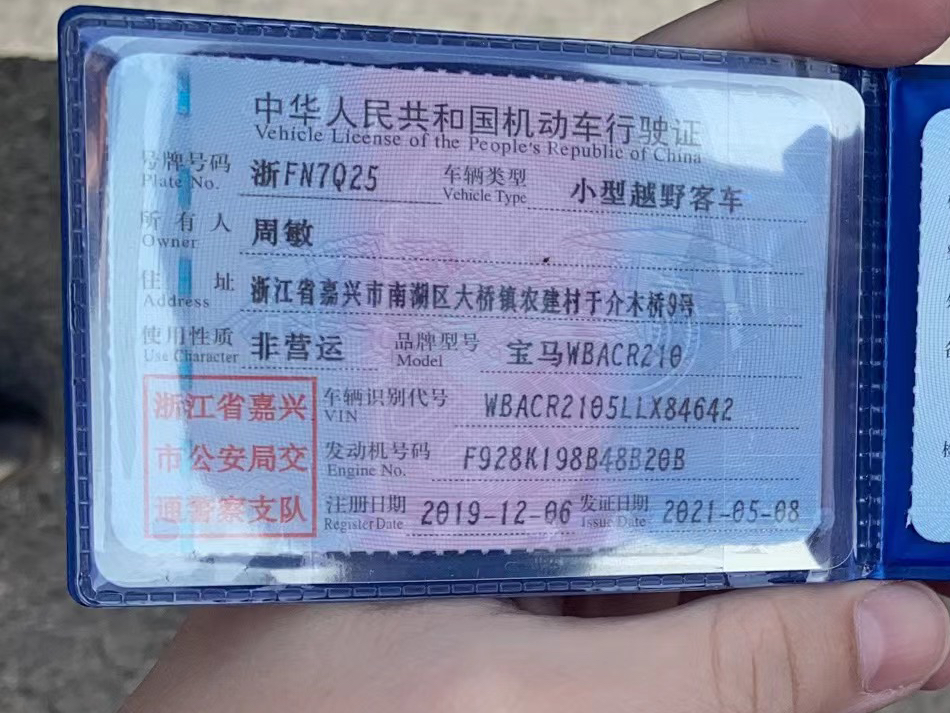 中华人民共和国机动车行驶证
Vehicle License of the People's Republic of China
号牌号码 浙FN7Q25 车辆类型 小型越野客车
Plate No. Vehicle Type
所有人 周敏
Owner
住址 浙江省嘉兴市南湖区大桥镇农建村于介木桥9号
Address
使用性质 非营运 品牌型号 宝马WBACR210
Use Character Model
浙江省嘉兴 车辆识别代号 WBACR2105LLX84642
VIN
市公安局交 发动机号码 F928K198B48B20B
Engine No.
通警察支队 注册日期 2019-12-06 发证日期 2021-05-08
Register Date Issue Date